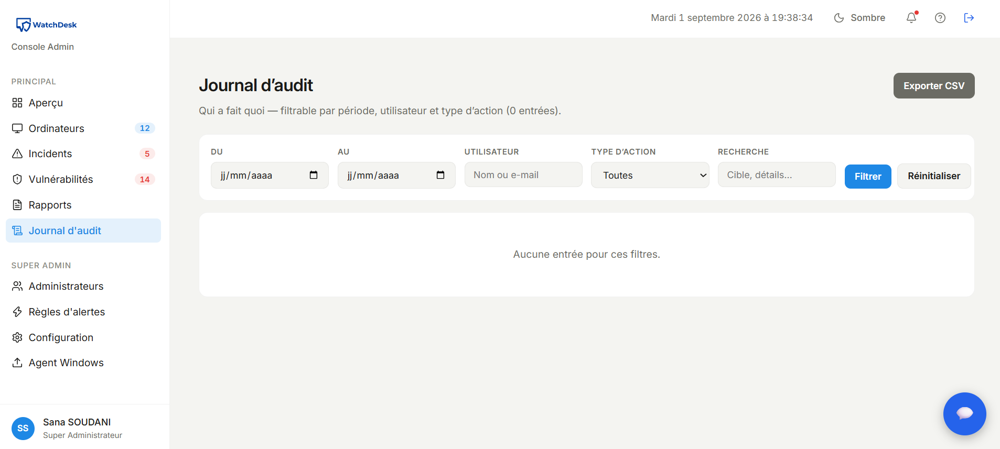 WatchDesk
Console Admin
Mardi 1 septembre 2026 à 19:38:34
Sombre
PRINCIPAL
Aperçu
Ordinateurs 12
Incidents 5
Vulnérabilités 14
Rapports
Journal d'audit
SUPER ADMIN
Administrateurs
Règles d'alertes
Configuration
Agent Windows
SS
Sana SOUDANI
Super Administrateur
Journal d’audit
Exporter CSV
Qui a fait quoi — filtrable par période, utilisateur et type d’action (0 entrées).
DU AU UTILISATEUR TYPE D’ACTION RECHERCHE
jj/mm/aaaa jj/mm/aaaa Nom ou e-mail Toutes Cible, détails... Filtrer Réinitialiser
Aucune entrée pour ces filtres.